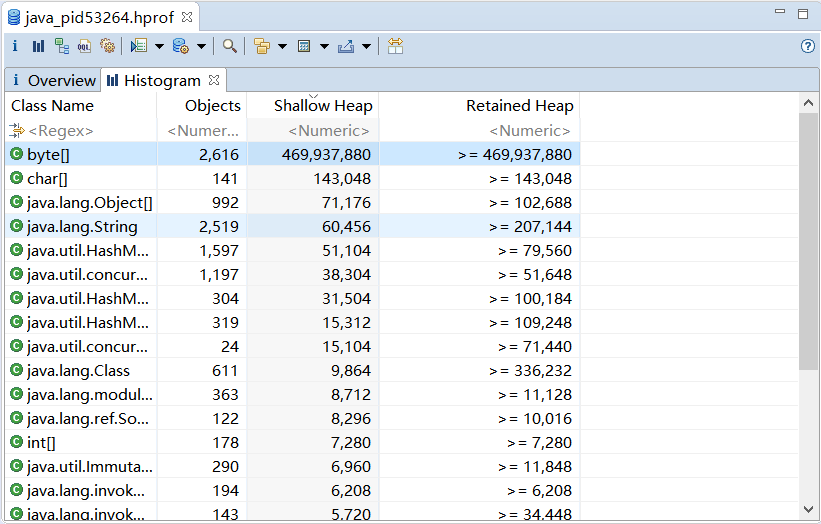 java_pid53264.hprof
i OQL
i Overview Histogram
Class Name Objects Shallow Heap Retained Heap
<Regex> <Numer... <Numeric> <Numeric>
byte[] 2,616 469,937,880 >= 469,937,880
char[] 141 143,048 >= 143,048
java.lang.Object[] 992 71,176 >= 102,688
java.lang.String 2,519 60,456 >= 207,144
java.util.HashM... 1,597 51,104 >= 79,560
java.util.concur... 1,197 38,304 >= 51,648
java.util.HashM... 304 31,504 >= 100,184
java.util.HashM... 319 15,312 >= 109,248
java.util.concur... 24 15,104 >= 71,440
java.lang.Class 611 9,864 >= 336,232
java.lang.modul... 363 8,712 >= 11,128
java.lang.ref.So... 122 8,296 >= 10,016
int[] 178 7,280 >= 7,280
java.util.Immuta... 290 6,960 >= 11,848
java.lang.invok... 194 6,208 >= 6,208
java.lang.invok... 143 5,720 >= 34,448